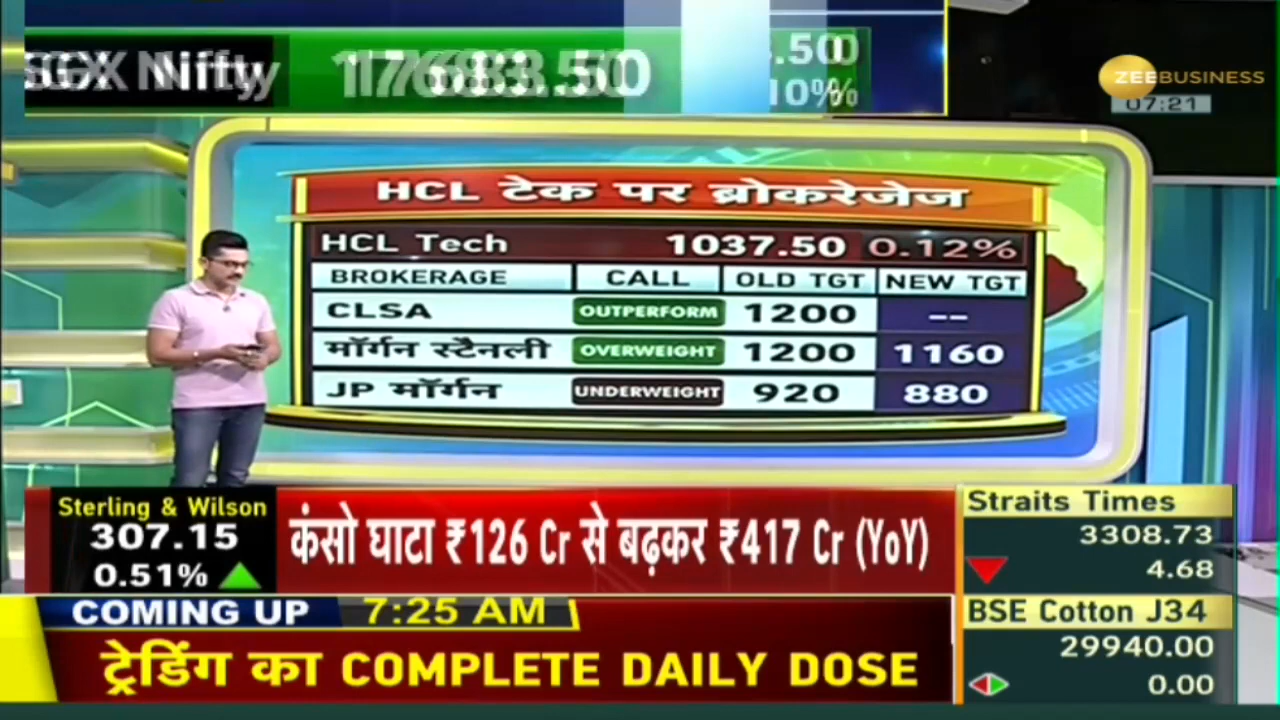 SGX Nifty
ZEEBUSINESS
07:21
HCL टेक पर ब्रोकरेजेज
HCL Tech 1037.50 0.12%
BROKERAGE CALL OLD TGT NEW TGT
CLSA OUTPERFORM 1200 --
मॉर्गन स्टैनली OVERWEIGHT 1200 1160
JP मॉर्गन UNDERWEIGHT 920 880
Sterling & Wilson
307.15
0.51%
कंसो घाटा ₹126 Cr से बढ़कर ₹417 Cr (YoY)
Straits Times
3308.73
4.68
BSE Cotton J34
29940.00
0.00
COMING UP 7:25 AM
ट्रेडिंग का COMPLETE DAILY DOSE